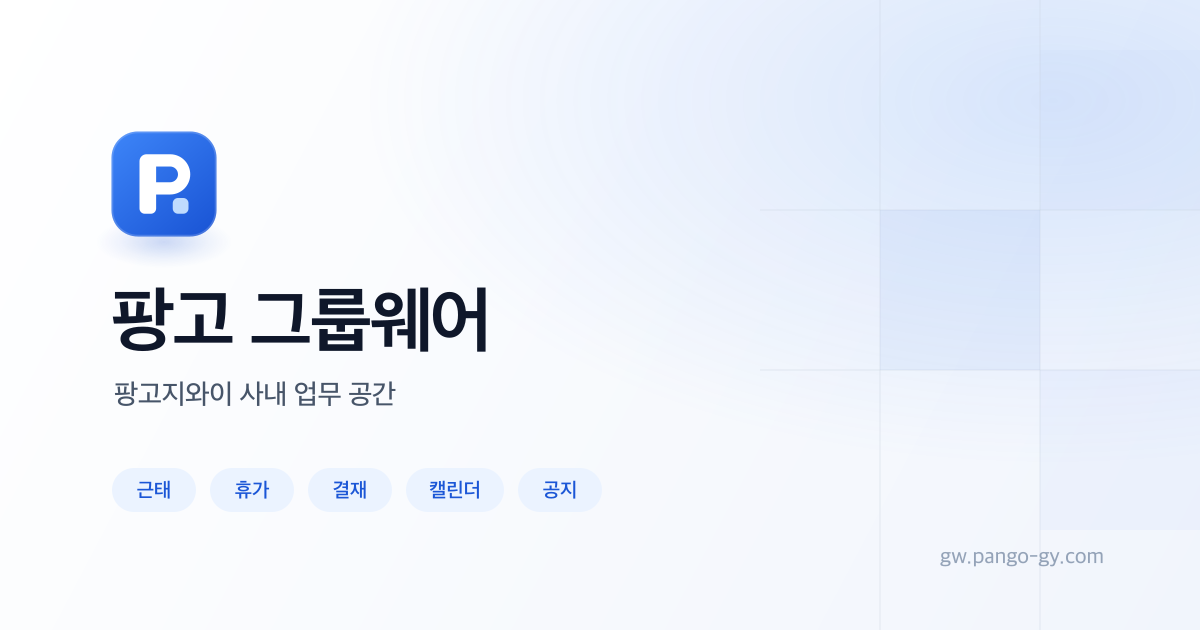 P.
팡고 그룹웨어
팡고지와이 사내 업무 공간
근태 휴가 결재 캘린더 공지
gw.pango-gy.com